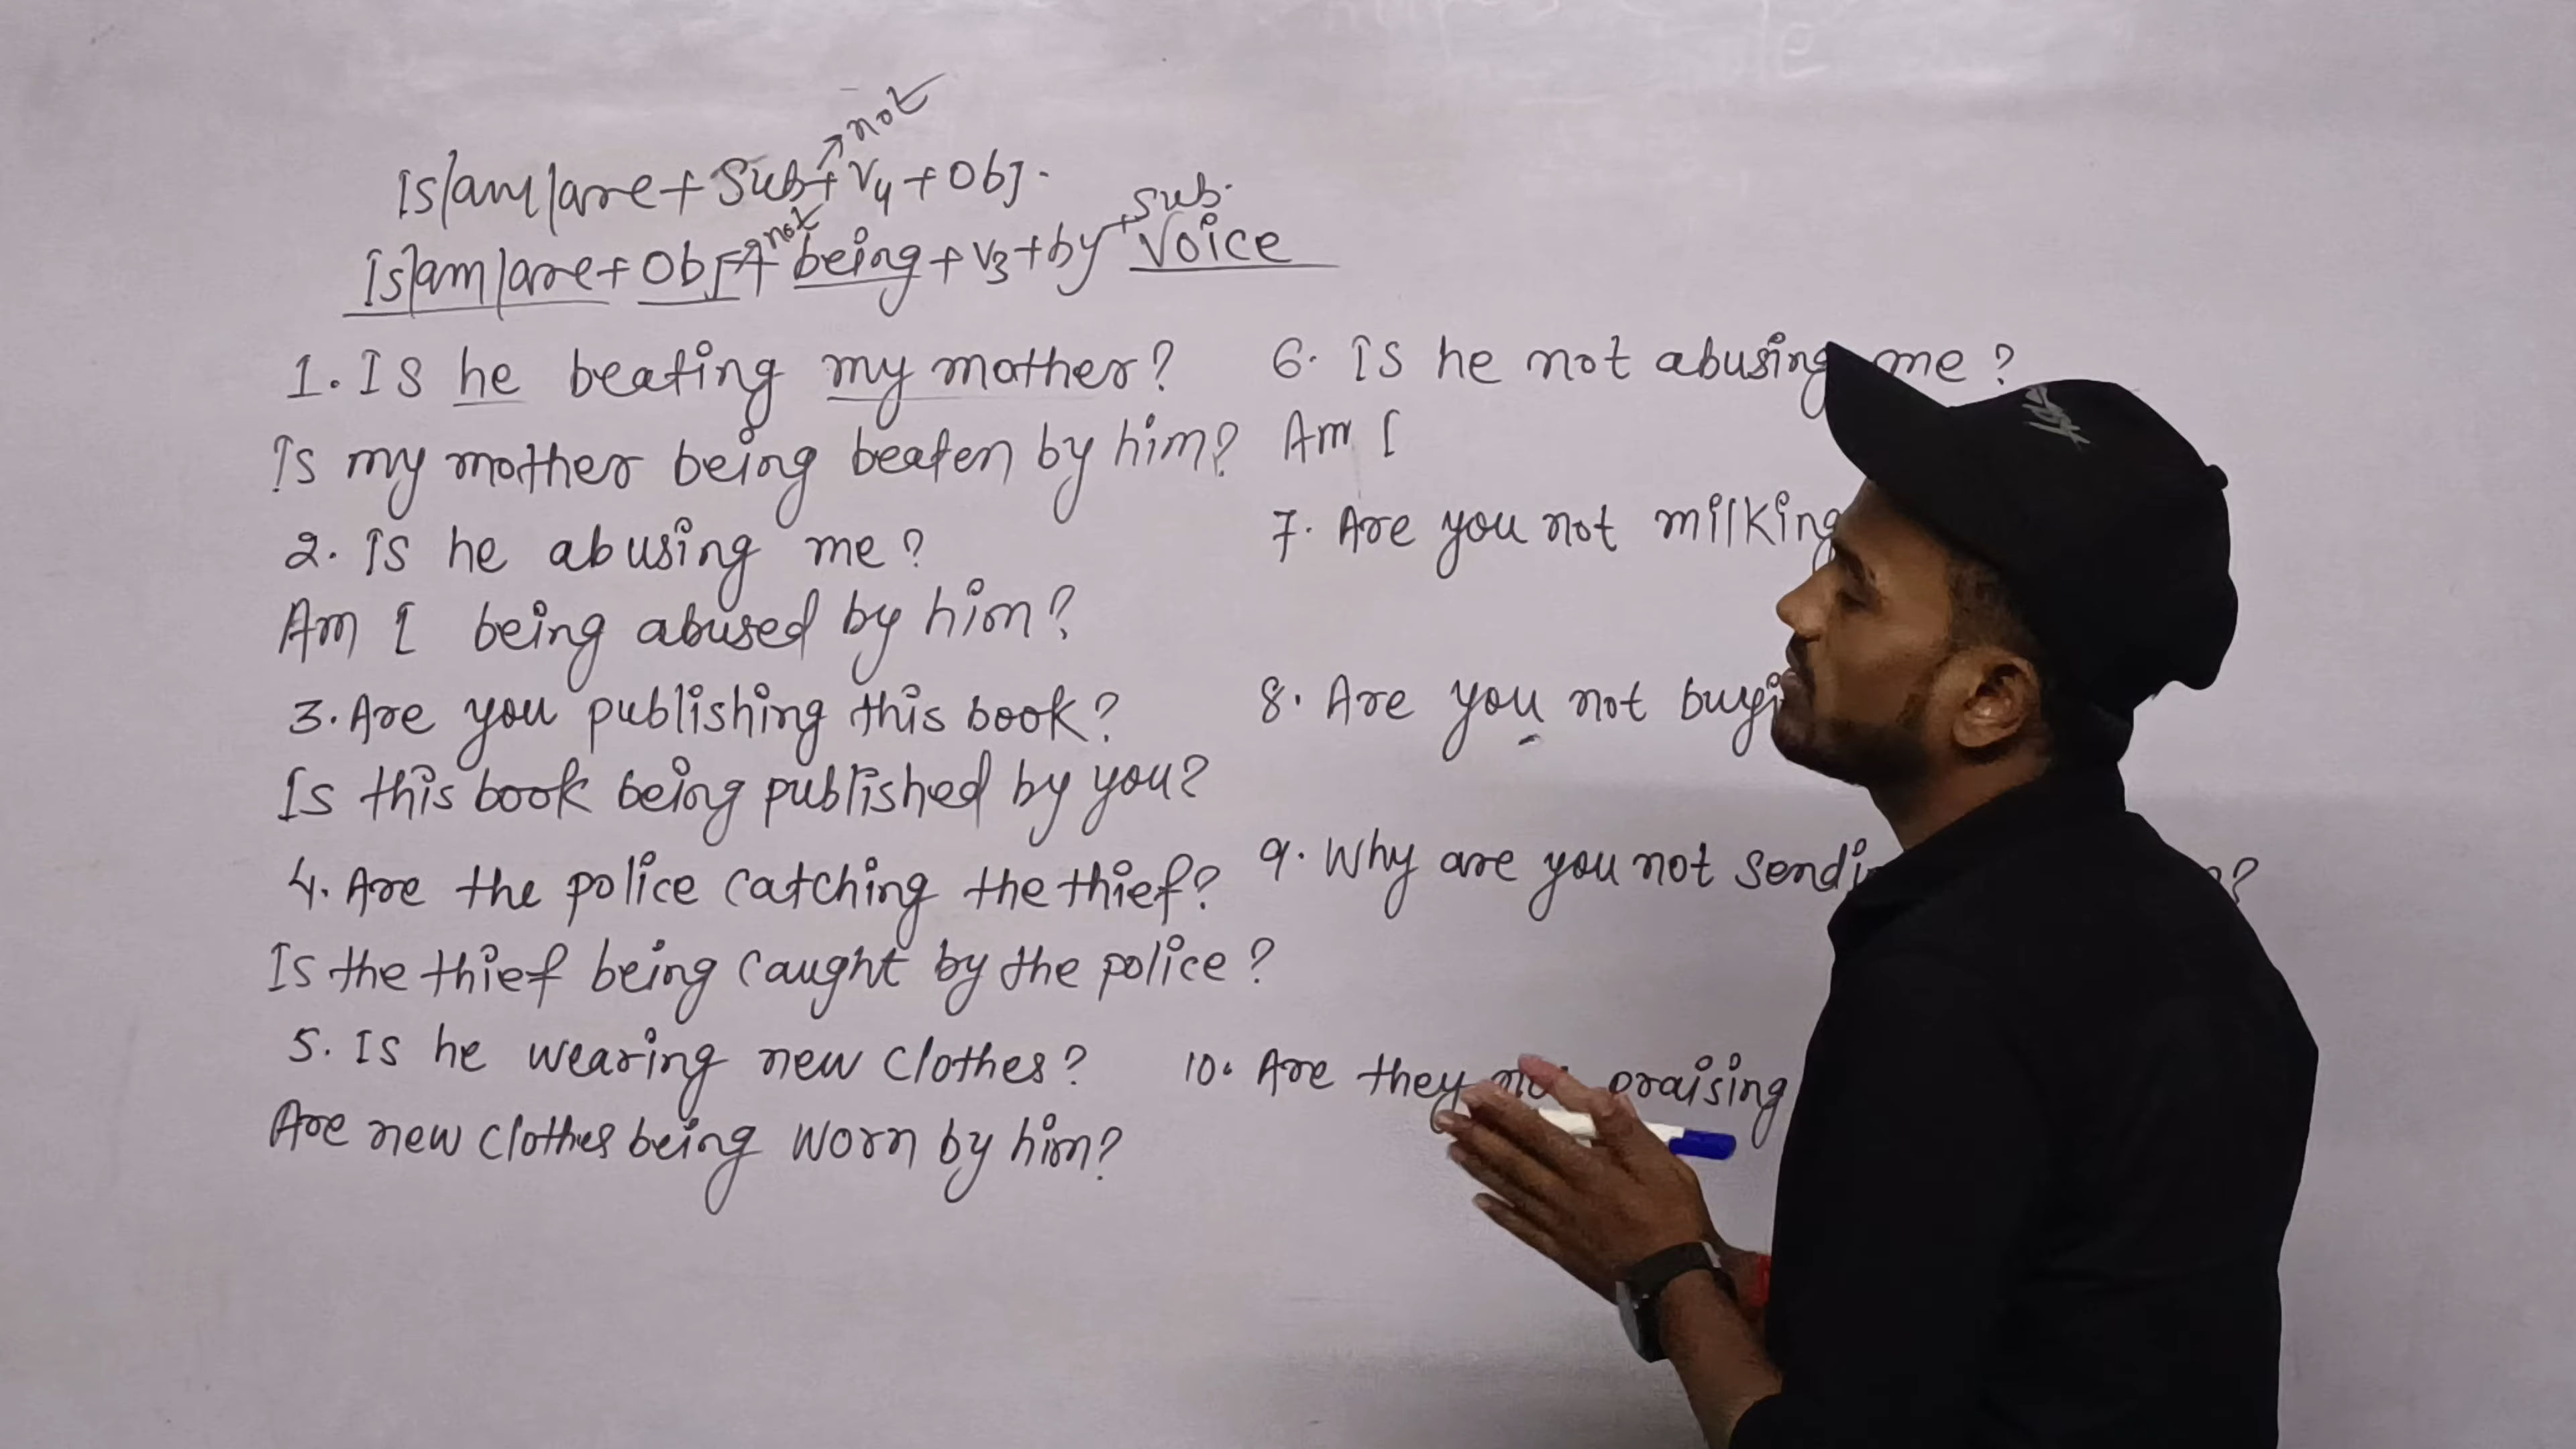 not
Is/am/are + Sub + V4 + Obj.
Sub.
not
Is/am/are + Obj + being + V3 + by + Voice
1. Is he beating my mother?
Is my mother being beaten by him?
2. Is he abusing me?
Am I being abused by him?
3. Are you publishing this book?
Is this book being published by you?
4. Are the police catching the thief?
Is the thief being caught by the police?
5. Is he wearing new clothes?
Are new clothes being worn by him?
6. Is he not abusing me?
Am I
7. Are you not milking
8. Are you not
9. Why are you not ?
10. Are they praising